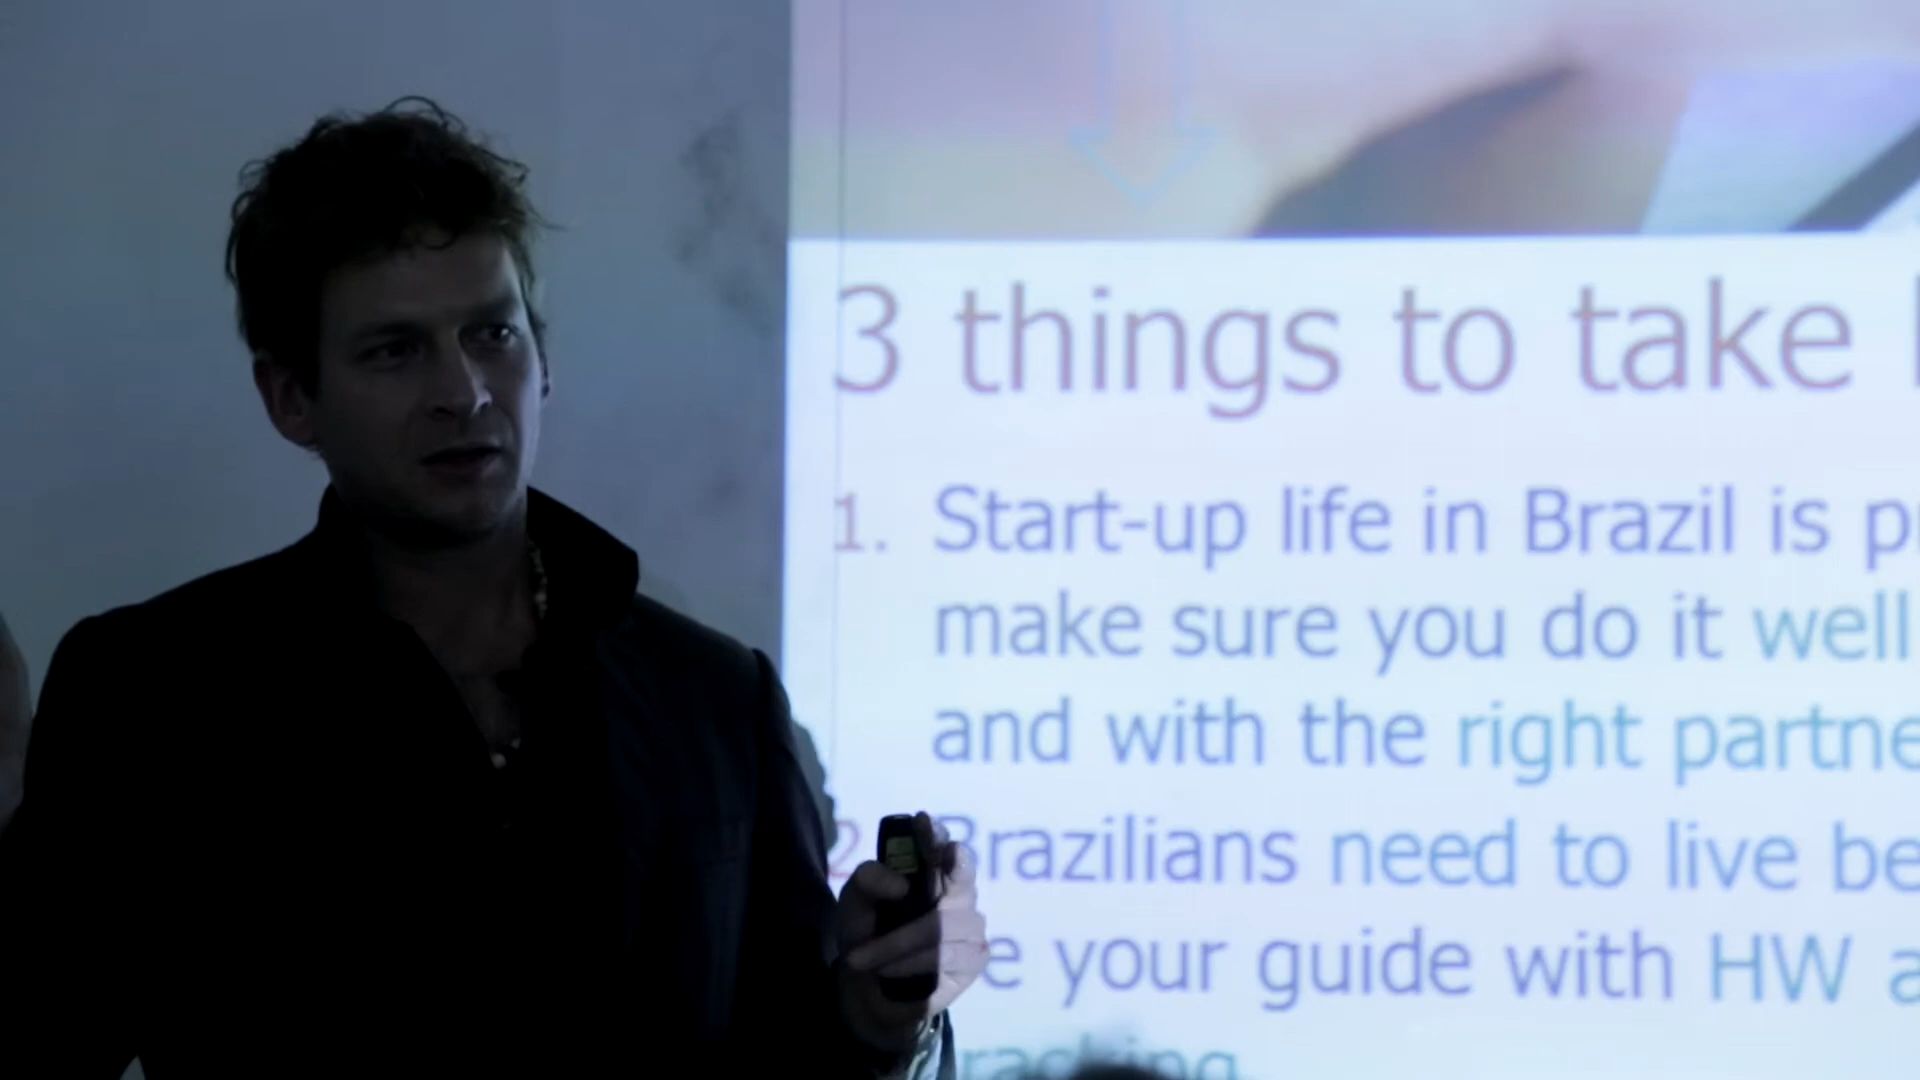 3 things to take
1. Start-up life in Brazil is
make sure you do it well
and with the right partne
2. Brazilians need to live be
your guide with HW